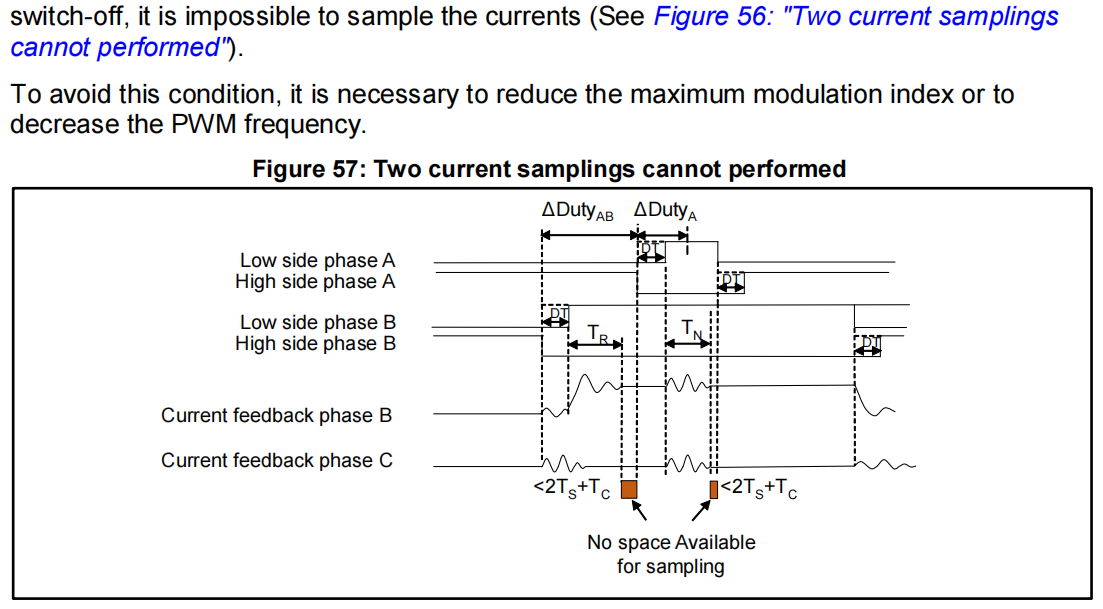 switch-off, it is impossible to sample the currents (See Figure 56: "Two current samplings
cannot performed").
To avoid this condition, it is necessary to reduce the maximum modulation index or to
decrease the PWM frequency.
Figure 57: Two current samplings cannot performed
ΔDutyAB ΔDutyA
DT
Low side phase A
High side phase A
DT
DT
Low side phase B
TR TN
High side phase B
DT
Current feedback phase B
Current feedback phase C
<2TS+TC <2TS+TC
No space Available
for sampling